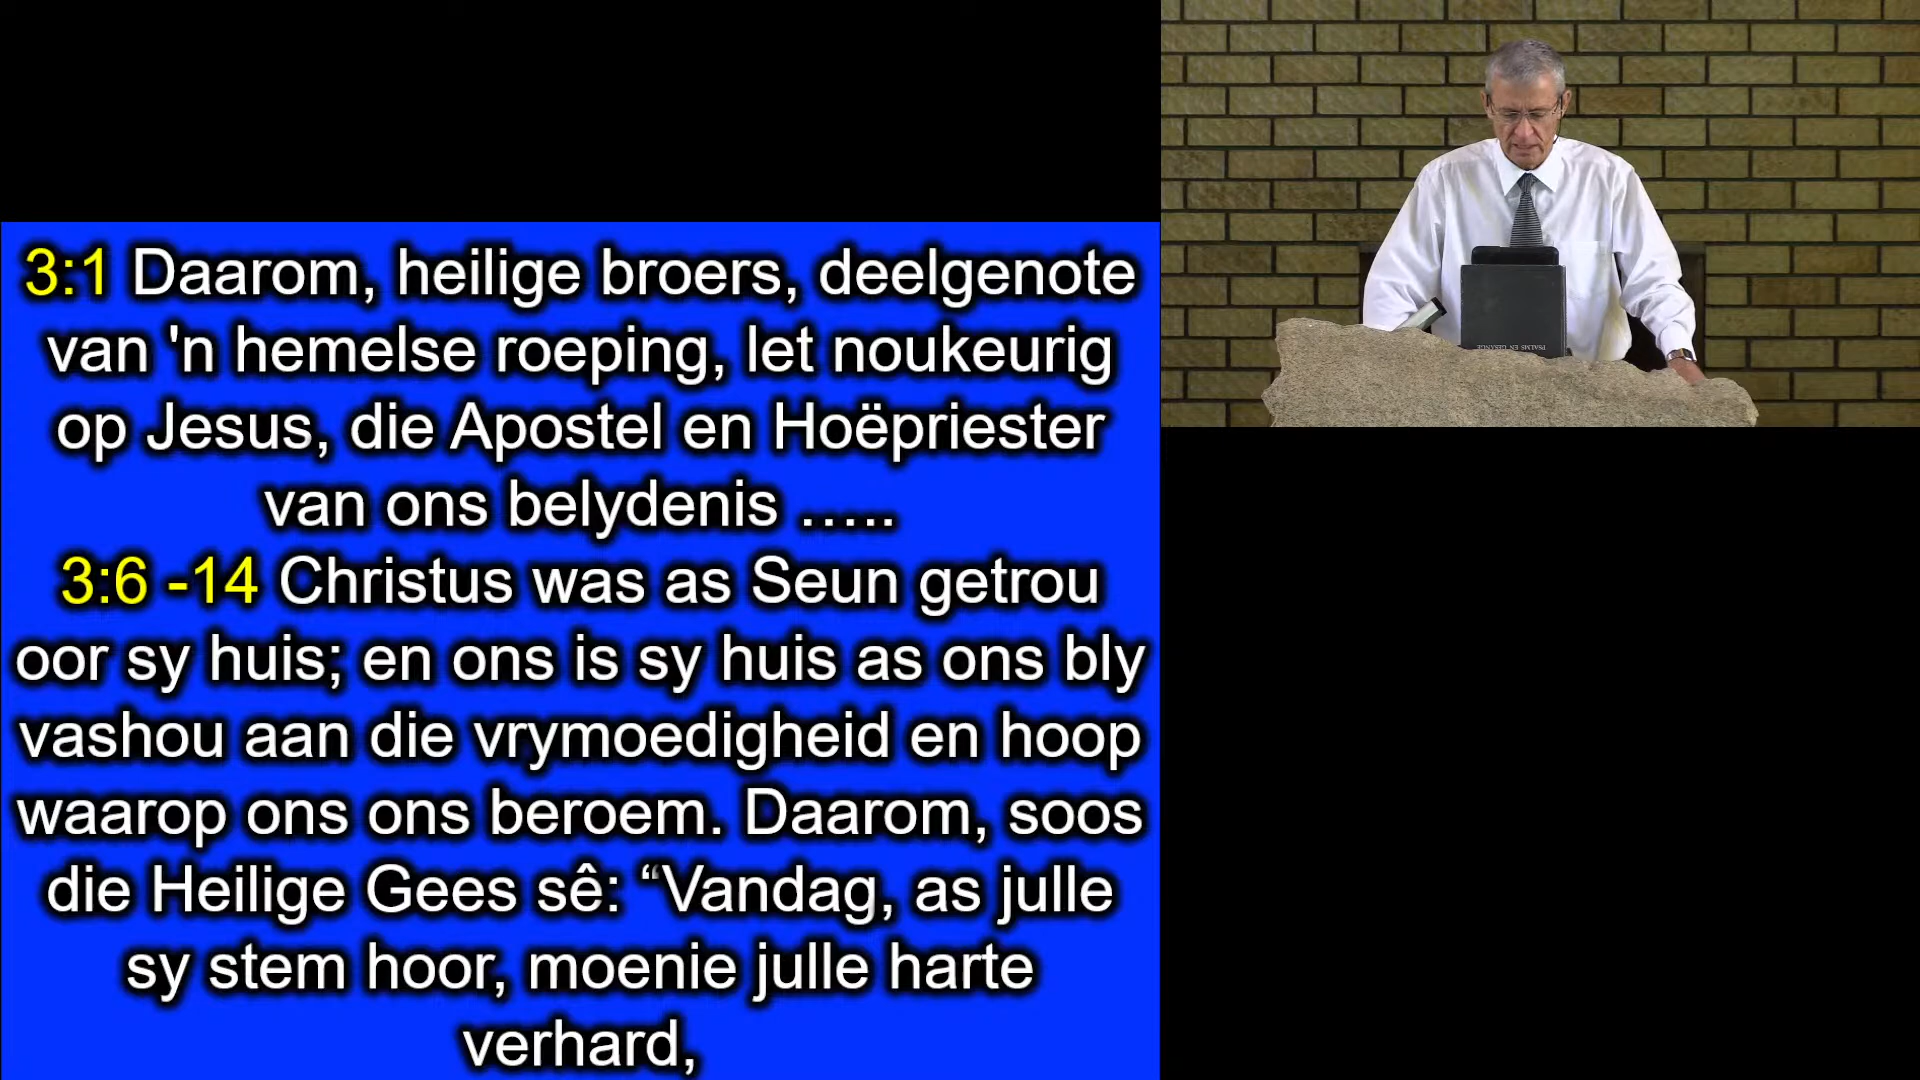 3:1 Daarom, heilige broers, deelgenote
van 'n hemelse roeping, let noukeurig
op Jesus, die Apostel en Hoëpriester
van ons belydenis …..
3:6 -14 Christus was as Seun getrou
oor sy huis; en ons is sy huis as ons bly
vashou aan die vrymoedigheid en hoop
waarop ons ons beroem. Daarom, soos
die Heilige Gees sê: “Vandag, as julle
sy stem hoor, moenie julle harte
verhard,
PSALMS EN GESANGE